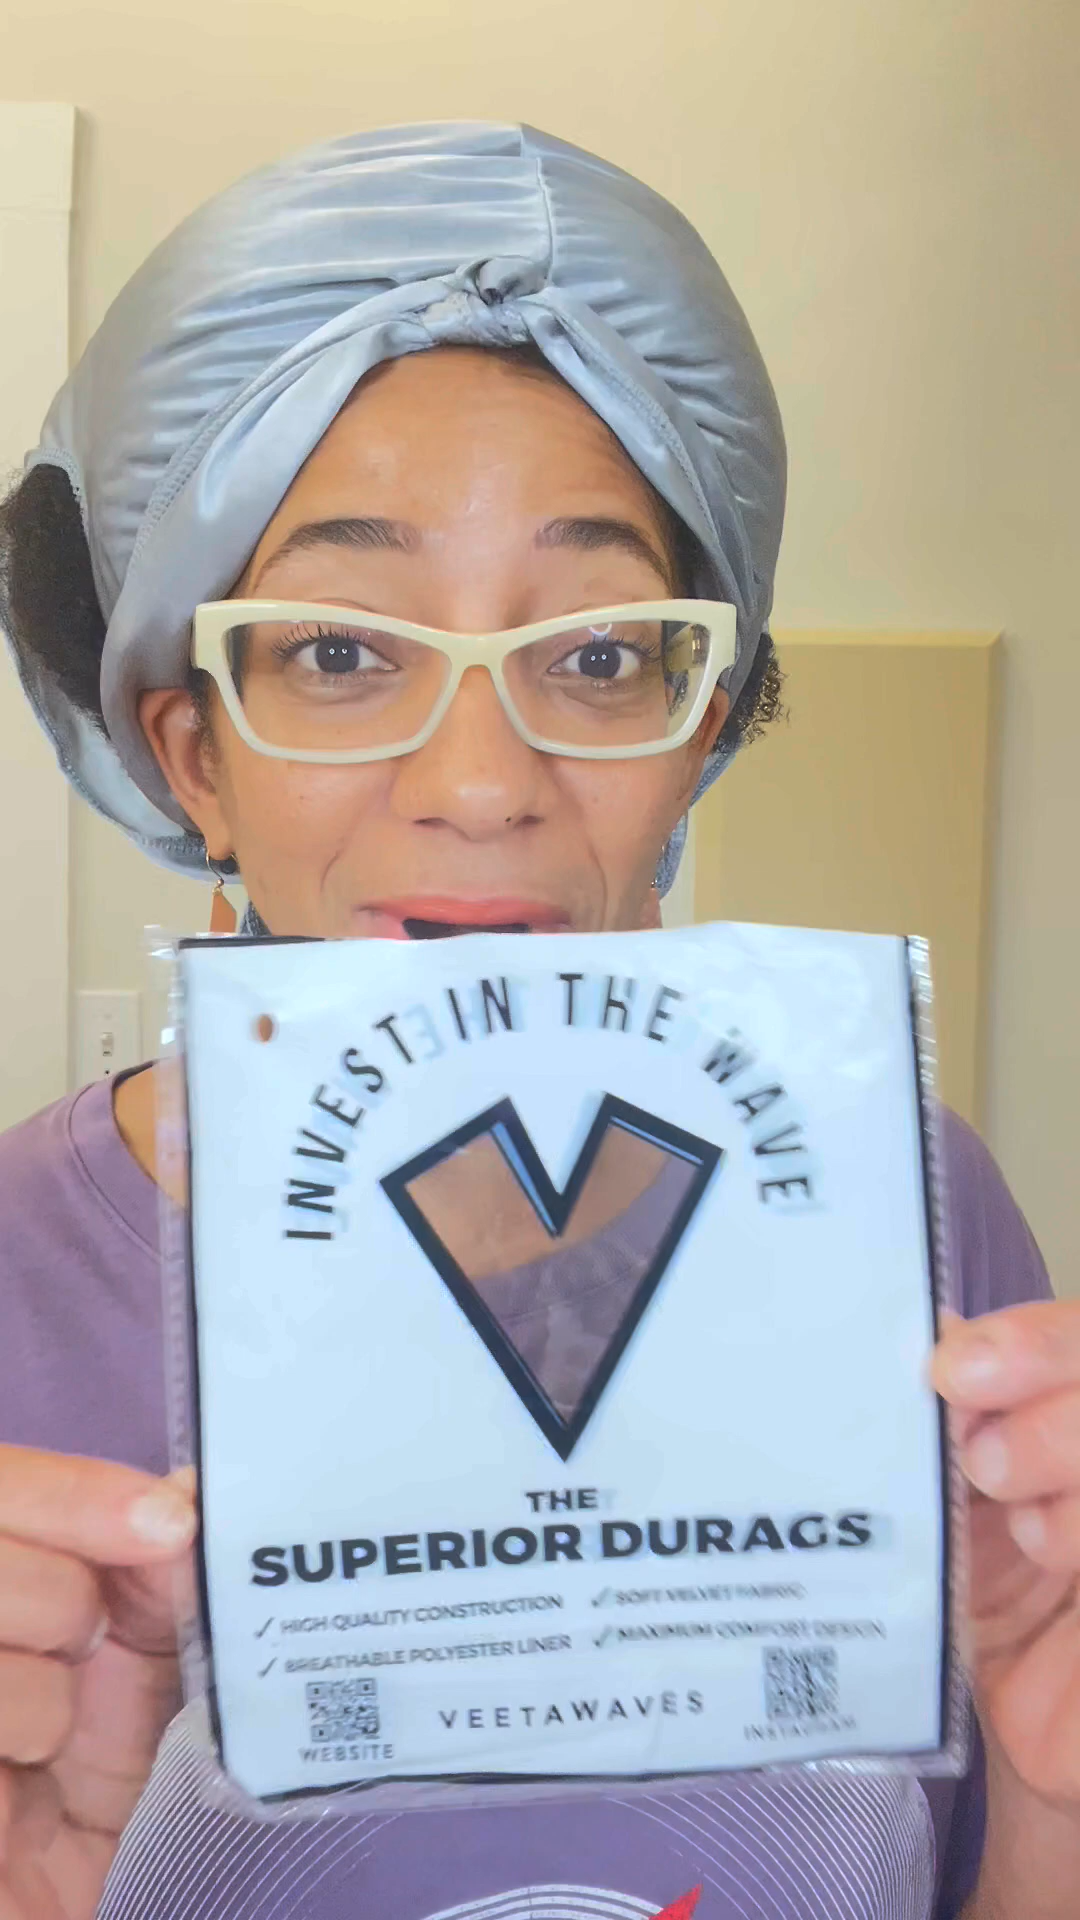 INVEST IN THE WAVE
THE
SUPERIOR DURAGS
✓ HIGH QUALITY CONSTRUCTION
✓ SOFT VELVET FABRIC
✓ BREATHABLE POLYESTER LINER
✓ MAXIMUM COMFORT DESIGN
VEETAWAVES
WEBSITE
INSTAGRAM